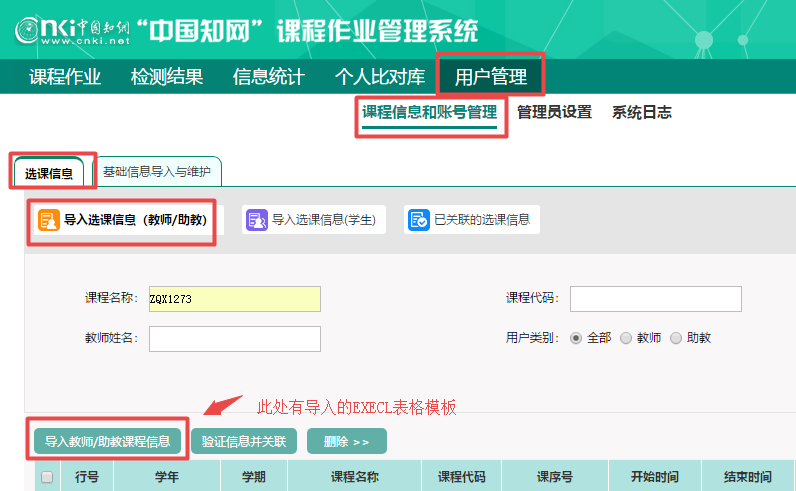 cnki中国知网 “中国知网”课程作业管理系统
www.cnki.net
课程作业 检测结果 信息统计 个人比对库 用户管理
课程信息和账号管理 管理员设置 系统日志
选课信息 基础信息导入与维护
导入选课信息（教师/助教） 导入选课信息(学生) 已关联的选课信息
课程名称： ZQX1273 课程代码：
教师姓名： 用户类别： 全部 教师 助教
此处有导入的EXECL表格模板
导入教师/助教课程信息 验证信息并关联 删除 >>
行号 学年 学期 课程名称 课程代码 课序号 开始时间 结束时间